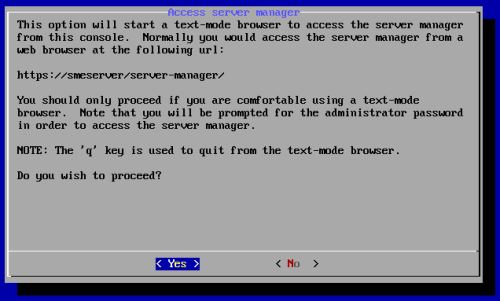 Access server manager
This option will start a text-mode browser to access the server manager
from this console.  Normally you would access the server manager from a
web browser at the following url:
https://smeserver/server-manager/
You should only proceed if you are comfortable using a text-mode
browser.  Note that you will be prompted for the administrator password
in order to access the server manager.
NOTE: The 'q' key is used to quit from the text-mode browser.
Do you wish to proceed?
< Yes >    < No  >